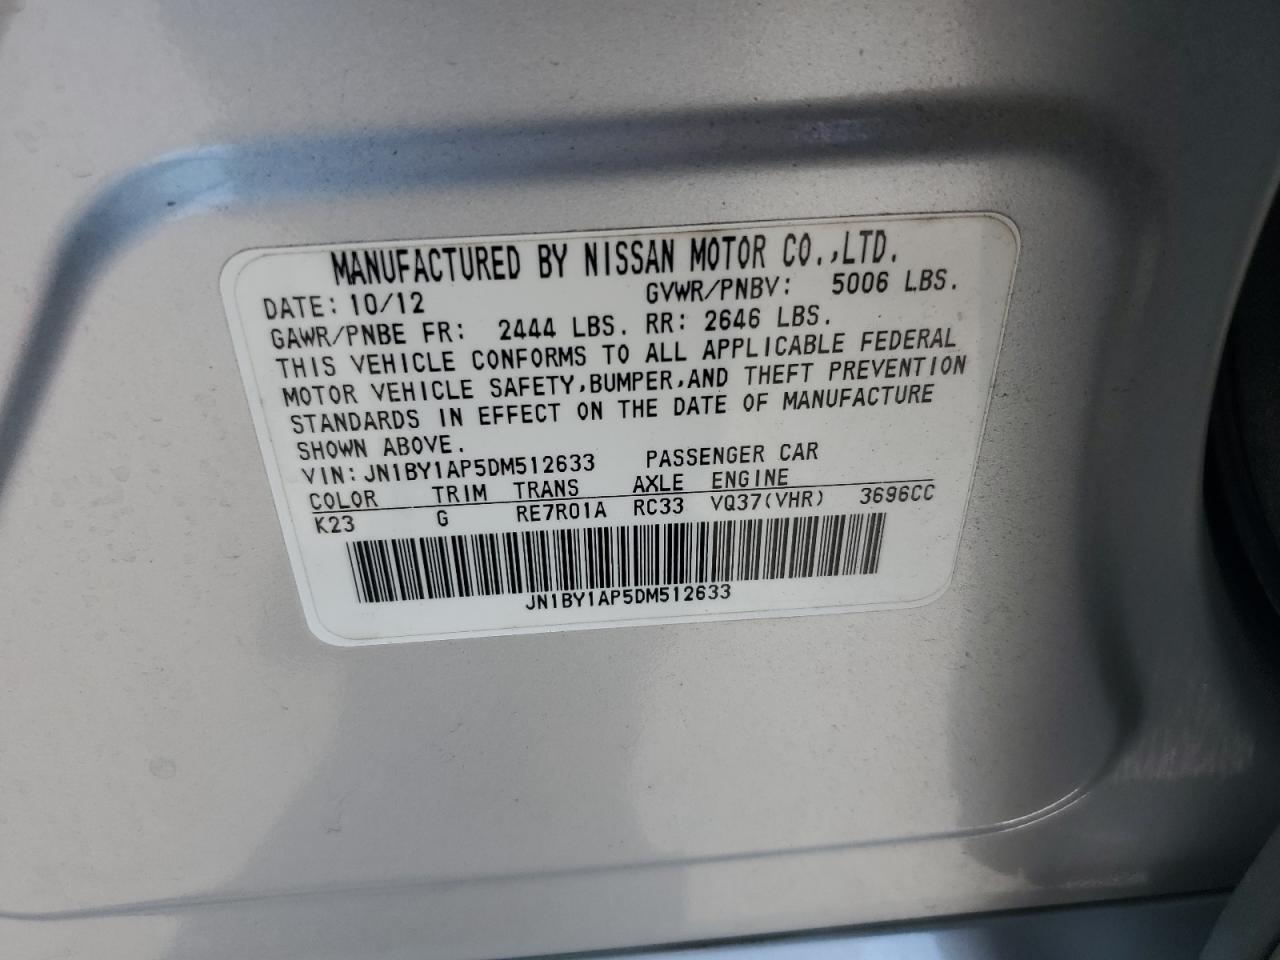 MANUFACTURED BY NISSAN MOTOR CO.,LTD.
DATE: 10/12 GVWR/PNBV: 5006 LBS.
GAWR/PNBE FR: 2444 LBS. RR: 2646 LBS.
THIS VEHICLE CONFORMS TO ALL APPLICABLE FEDERAL
MOTOR VEHICLE SAFETY,BUMPER,AND THEFT PREVENTION
STANDARDS IN EFFECT ON THE DATE OF MANUFACTURE
SHOWN ABOVE.
VIN: JN1BY1AP5DM512633 PASSENGER CAR
COLOR TRIM TRANS AXLE ENGINE
K23 G RE7R01A RC33 VQ37(VHR) 3696CC
JN1BY1AP5DM512633